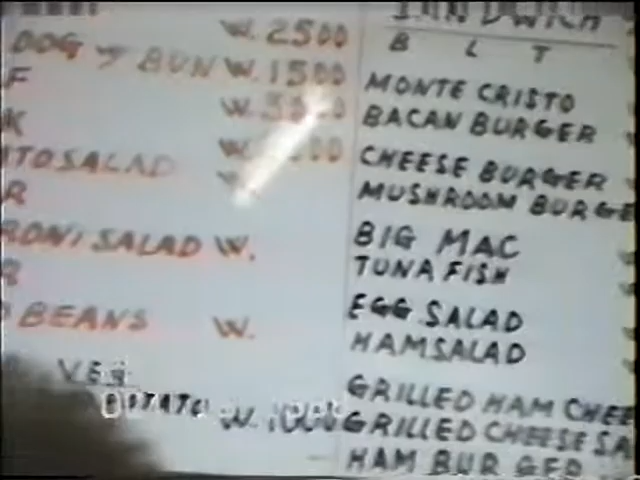 W. 2500
DOG w/ BUN W. 1500
F
K
TOSALAD
R
RONI SALAD W.
R
BEANS W.
VEG
POTATO W. 1000
SANDWICH
B L T
MONTE CRISTO
BACAN BURGER
CHEESE BURGER
MUSHROOM BURGE
BIG MAC
TUNA FISH
EGG SALAD
HAMSALAD
GRILLED HAM CHEE
GRILLED CHEESE SA
HAM BURGER